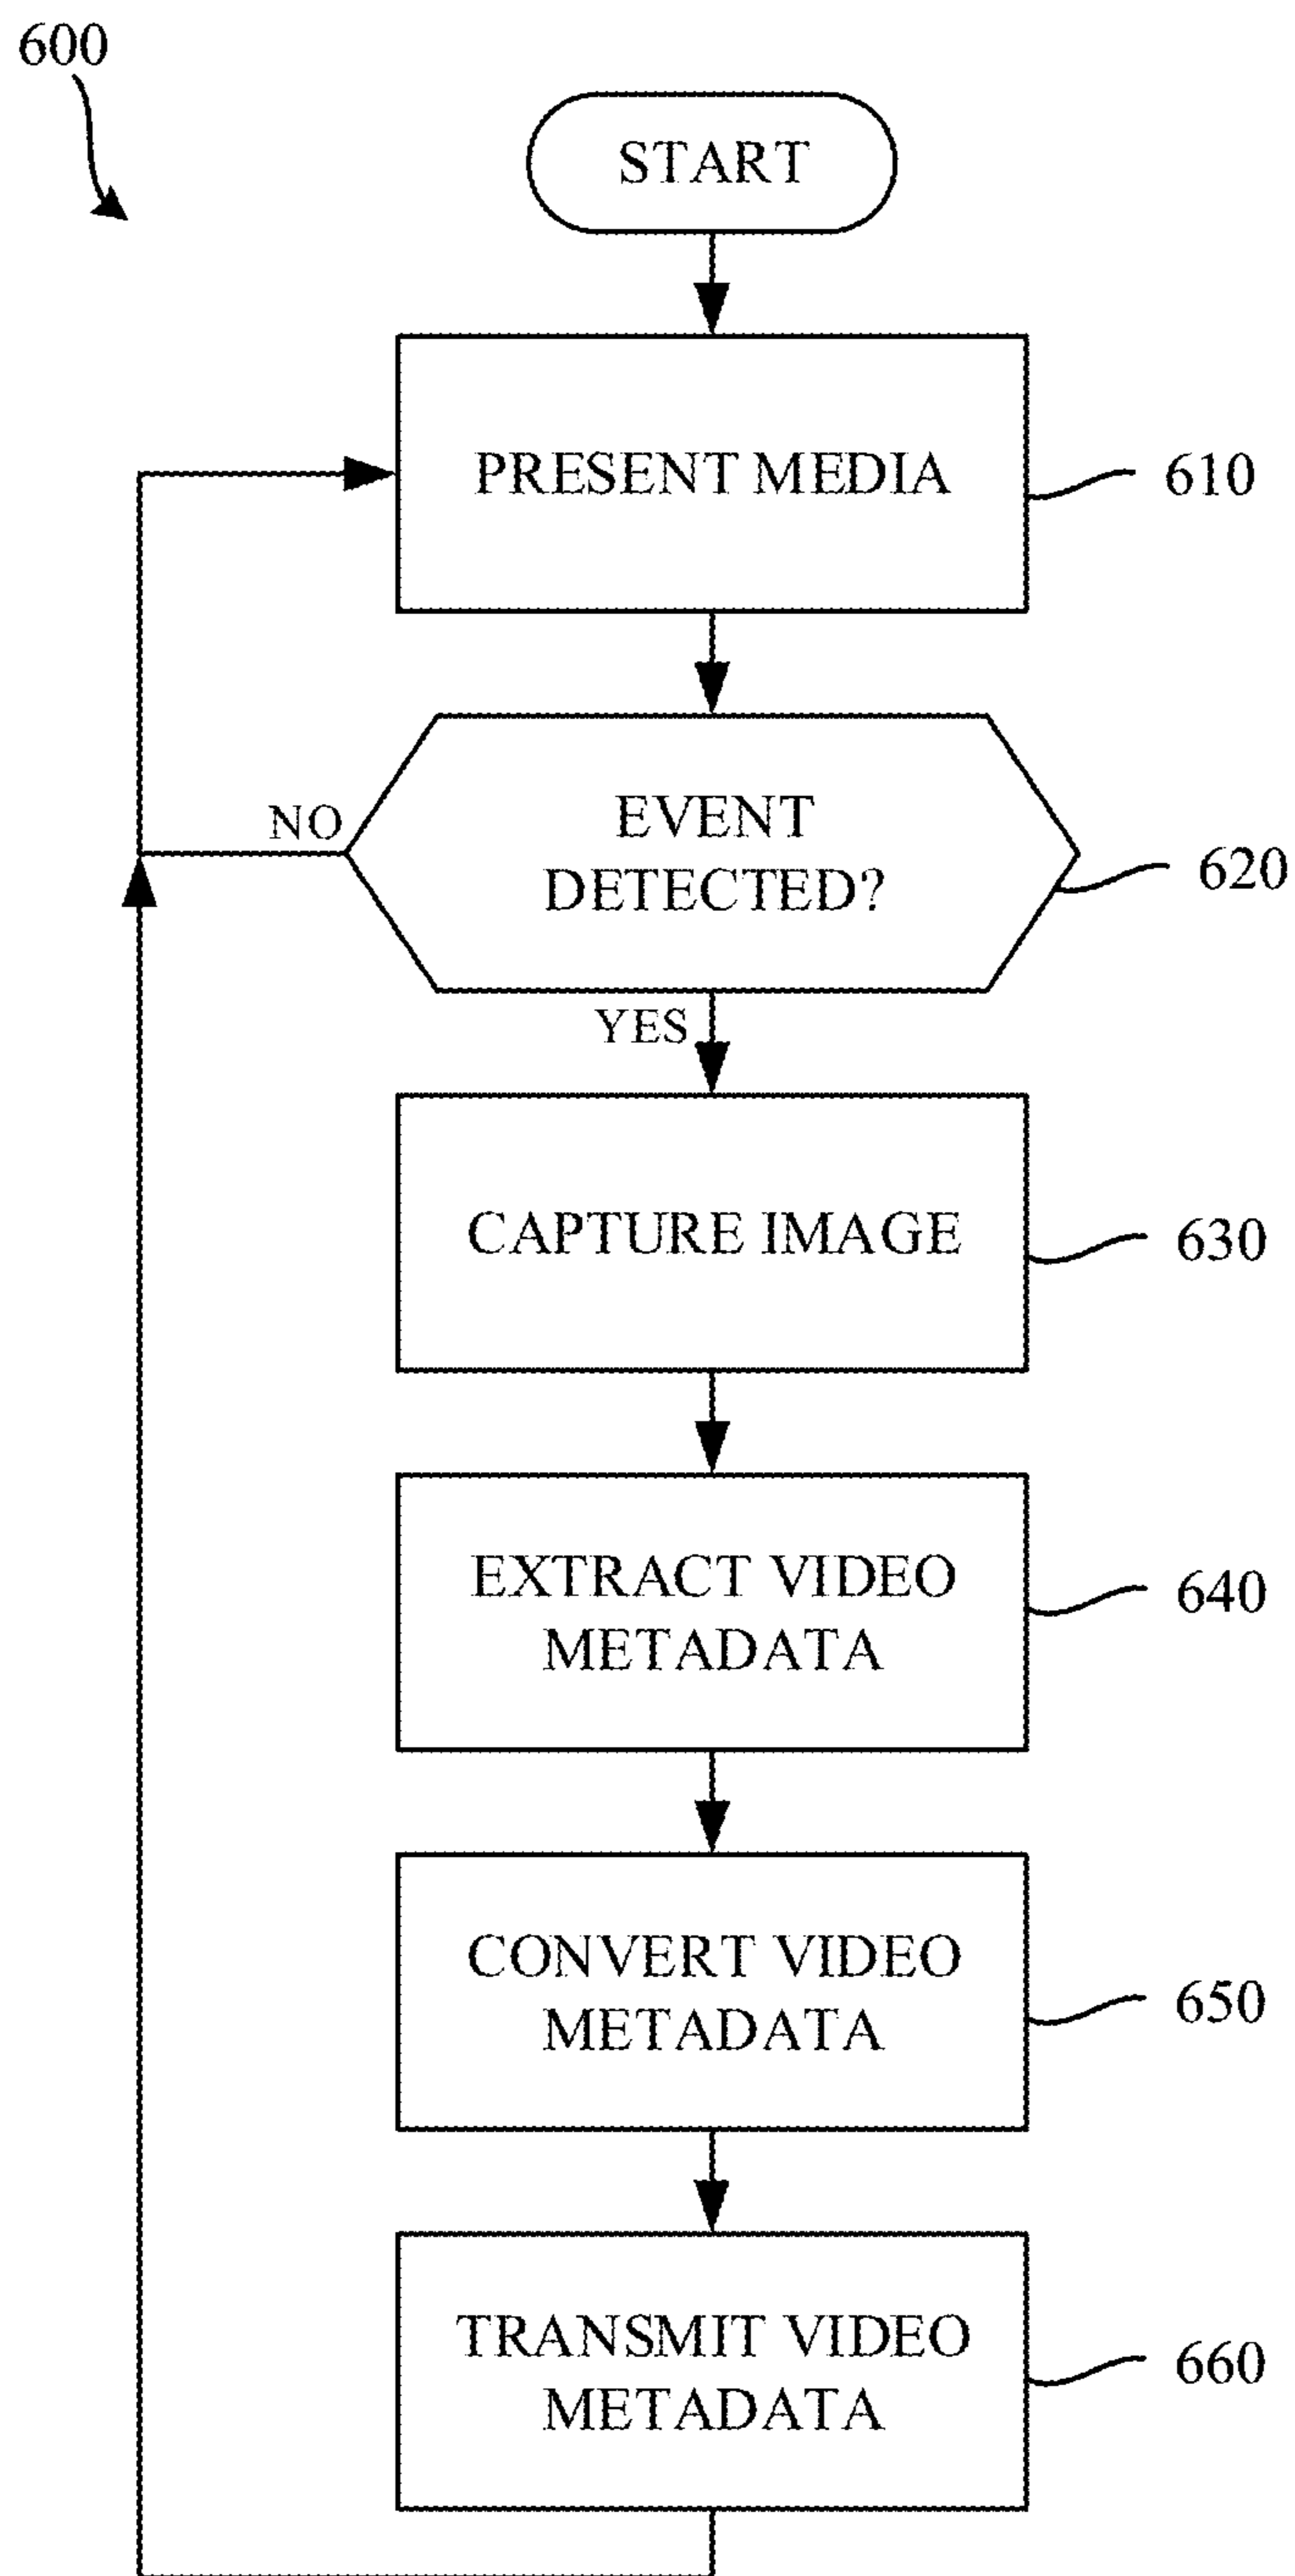 600
START
PRESENT MEDIA
610
EVENT
DETECTED?
620
NO
YES
CAPTURE IMAGE
630
EXTRACT VIDEO
METADATA
640
CONVERT VIDEO
METADATA
650
TRANSMIT VIDEO
METADATA
660